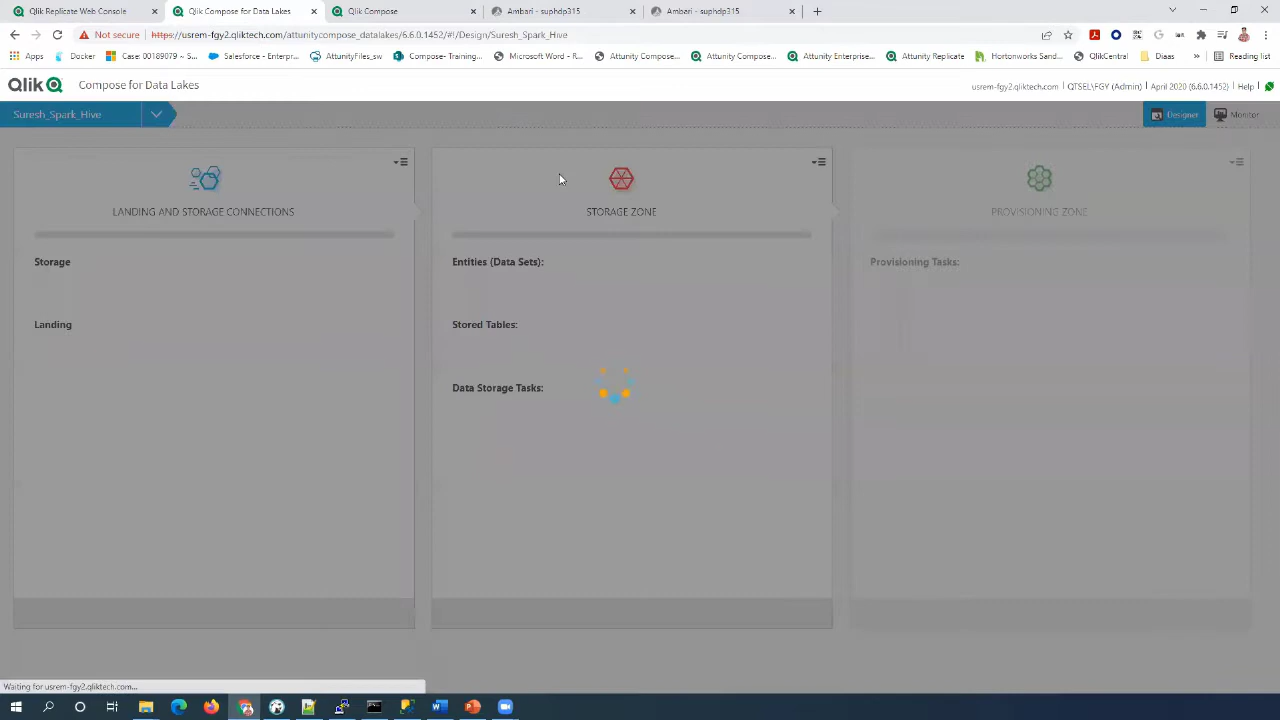 Qlik Replicate Web Console
Qlik Compose for Data Lakes
Qlik Compose
Ambari - suphdp315
Ambari - suphdp315
Not secure
https://usrem-fgy2.qliktech.com/attunitycompose_datalakes/6.6.0.1452/#!/Design/Suresh_Spark_Hive
Apps
Docker
Case: 00189079 ~ S...
Salesforce - Enterpr...
AttunityFiles_sw
Compose - Training...
Microsoft Word - R...
Attunity Compose...
Attunity Compose...
Attunity Enterprise...
Attunity Replicate
Hortonworks Sand...
QlikCentral
Diaas
»
Reading list
Qlik
Compose for Data Lakes
usrem-fgy2.qliktech.com | QTSEL\FGY (Admin) | April 2020 (6.6.0.1452) | Help |
Suresh_Spark_Hive
Designer
Monitor
LANDING AND STORAGE CONNECTIONS
Storage
Landing
STORAGE ZONE
Entities (Data Sets):
Stored Tables:
Data Storage Tasks:
PROVISIONING ZONE
Provisioning Tasks:
Waiting for usrem-fgy2.qliktech.com...